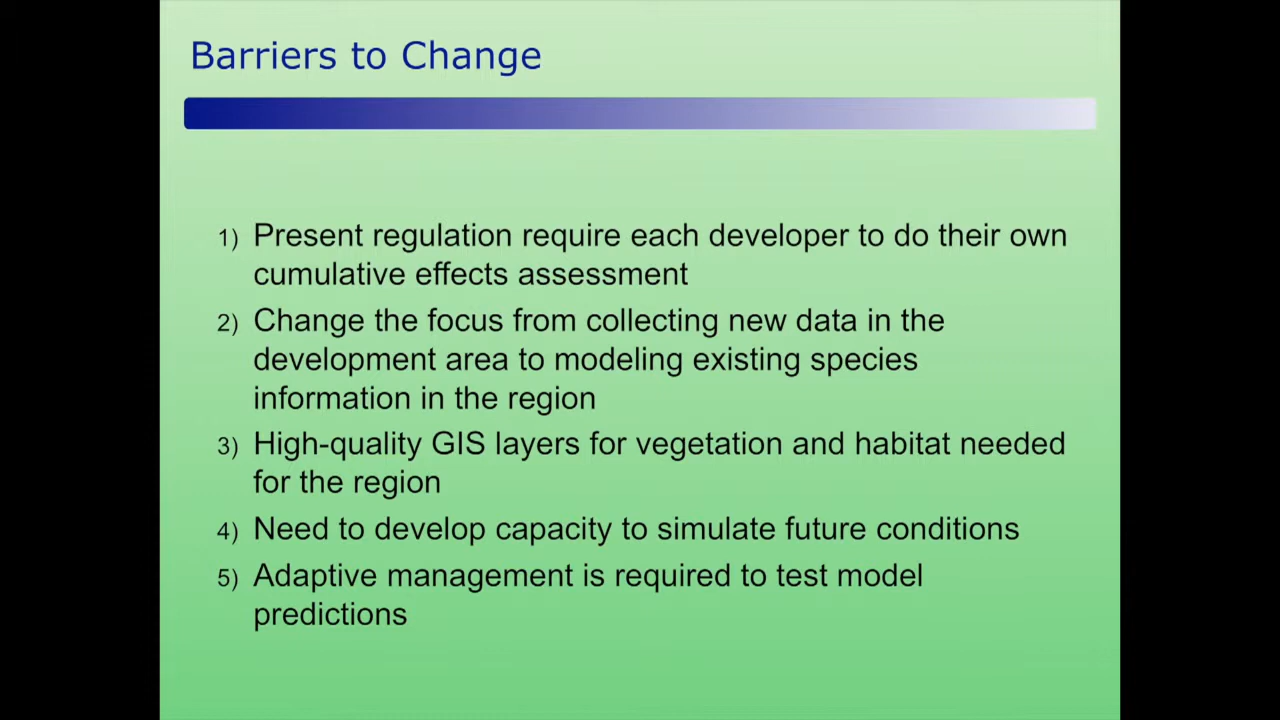 Barriers to Change
1) Present regulation require each developer to do their own
cumulative effects assessment
2) Change the focus from collecting new data in the
development area to modeling existing species
information in the region
3) High-quality GIS layers for vegetation and habitat needed
for the region
4) Need to develop capacity to simulate future conditions
5) Adaptive management is required to test model
predictions